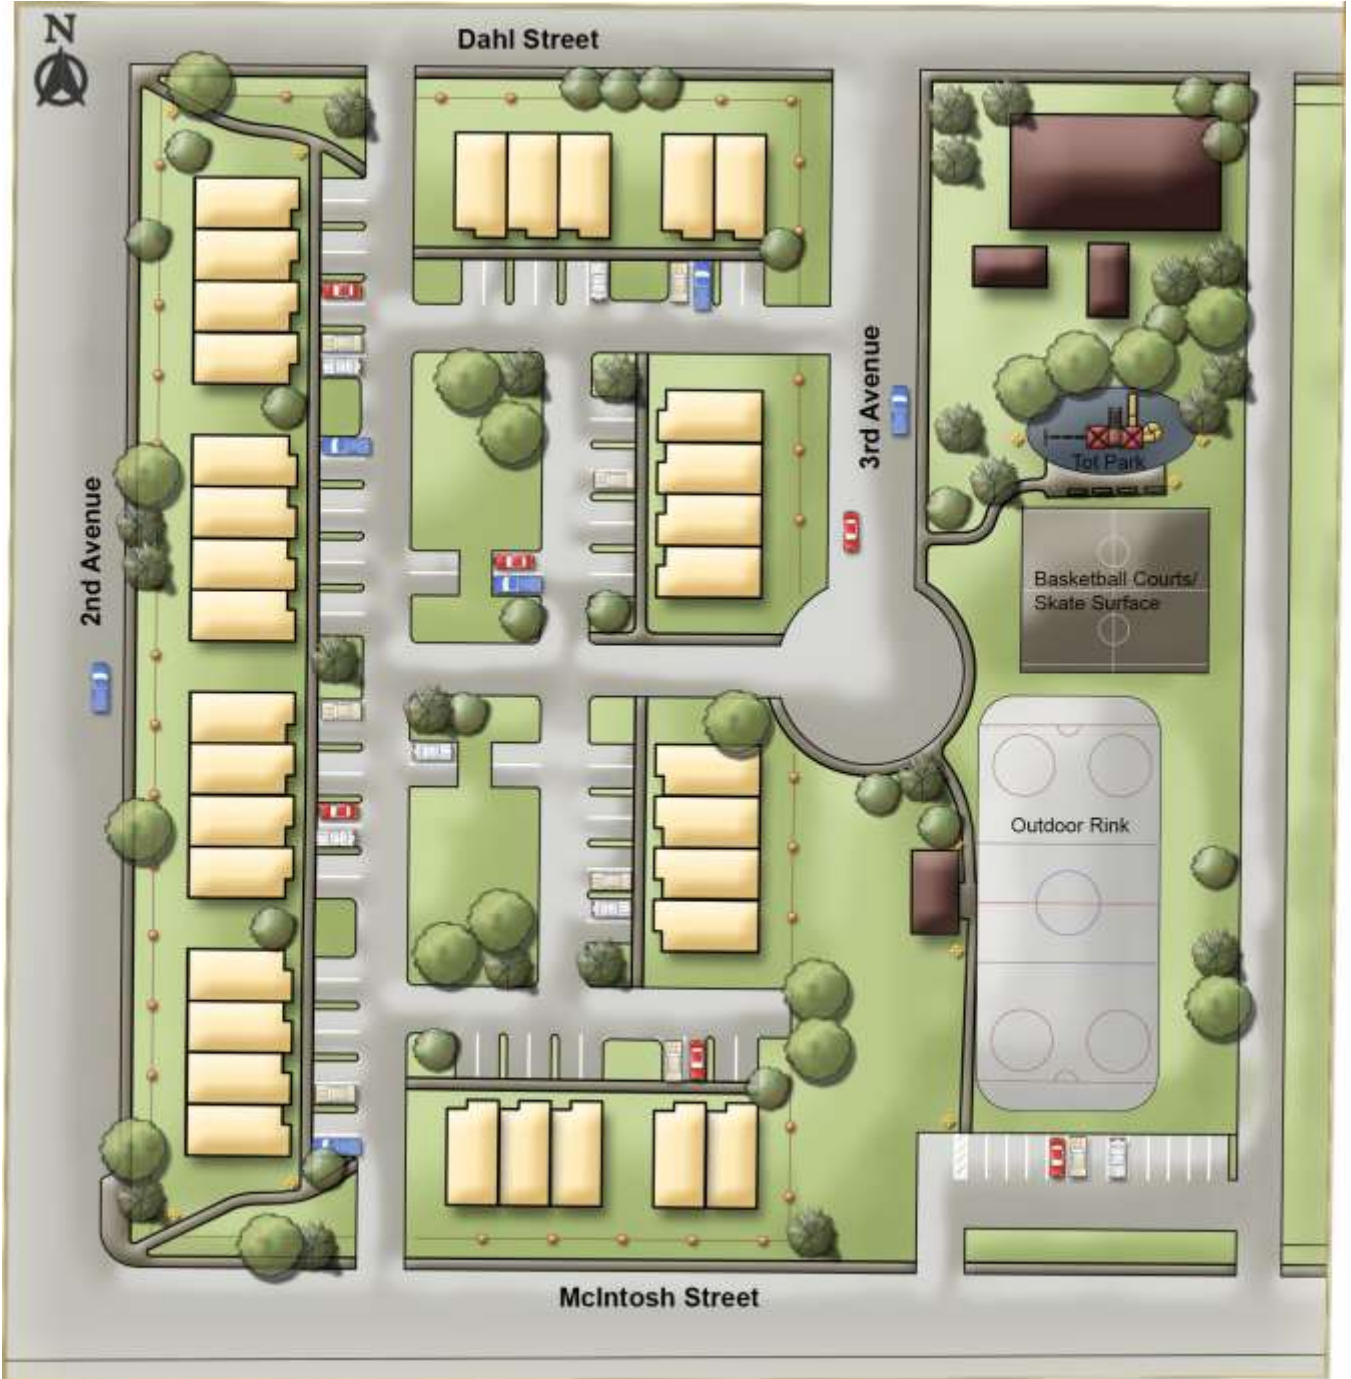 N
Dahl Street
3rd Avenue
Tot Park
2nd Avenue
Basketball Courts/
Skate Surface
Outdoor Rink
McIntosh Street